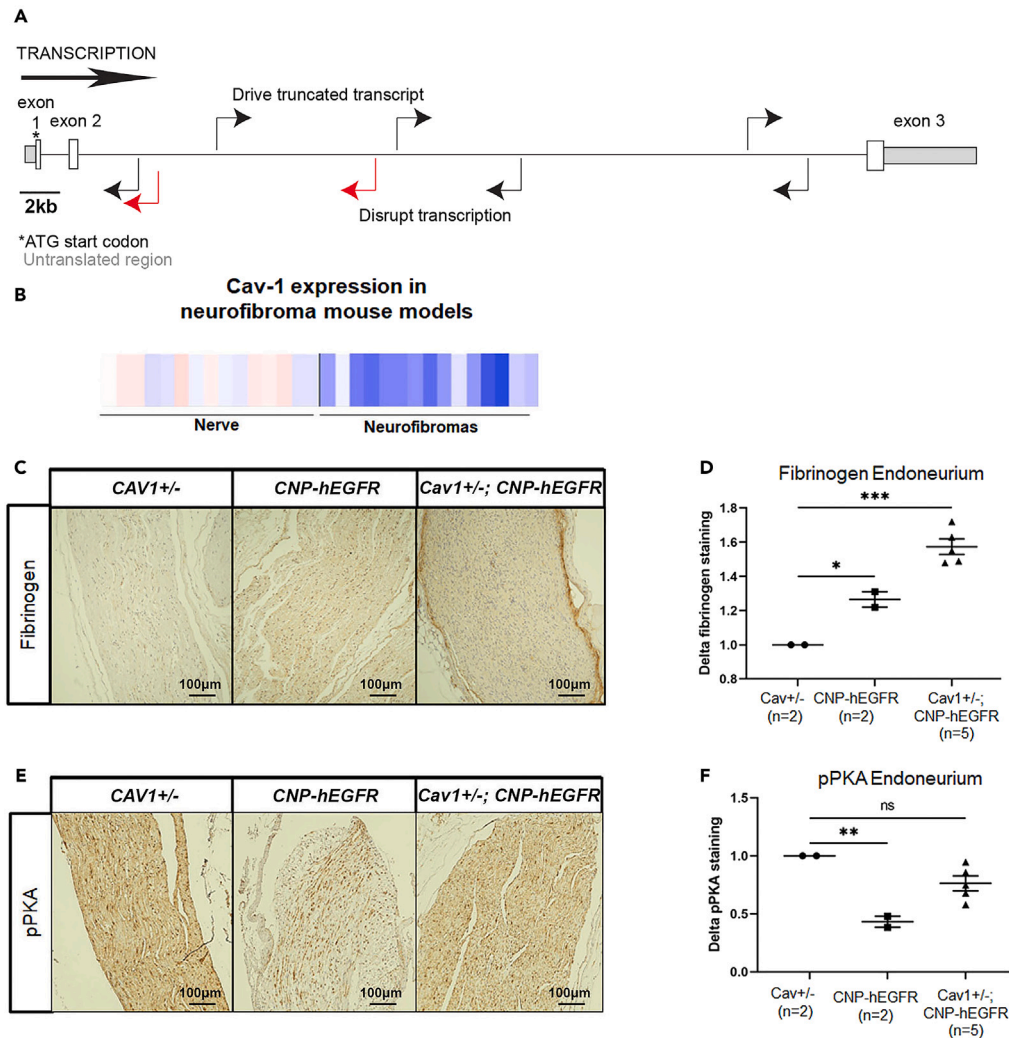 A
TRANSCRIPTION
exon
1
*
exon 2
Drive truncated transcript
exon 3
2kb
Disrupt transcription
*ATG start codon
Untranslated region
B
Cav-1 expression in
neurofibroma mouse models
Nerve
Neurofibromas
C
CAV1+/-
CNP-hEGFR
Cav1+/-; CNP-hEGFR
Fibrinogen
100µm
100µm
100µm
D
Fibrinogen Endoneurium
***
*
Delta fibrinogen staining
1.8
1.6
1.4
1.2
1.0
0.8
Cav+/-
(n=2)
CNP-hEGFR
(n=2)
Cav1+/-;
CNP-hEGFR
(n=5)
E
CAV1+/-
CNP-hEGFR
Cav1+/-; CNP-hEGFR
pPKA
100µm
100µm
100µm
F
pPKA Endoneurium
ns
**
Delta pPKA staining
1.5
1.0
0.5
0.0
Cav+/-
(n=2)
CNP-hEGFR
(n=2)
Cav1+/-;
CNP-hEGFR
(n=5)